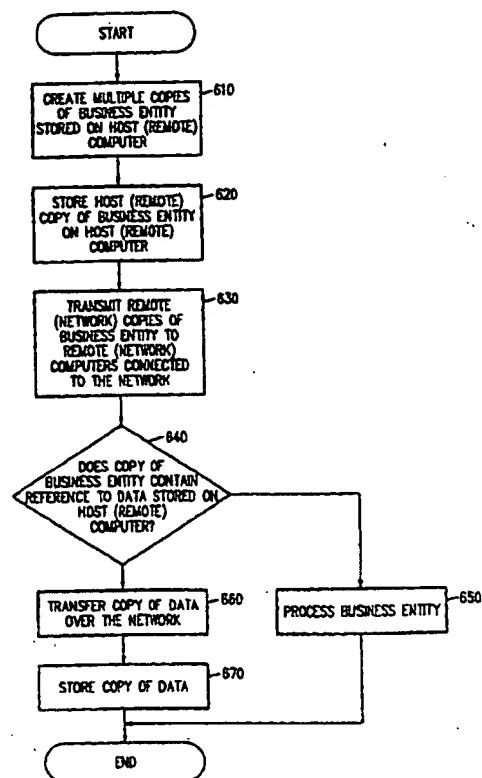 START
CREATE MULTIPLE COPIES
OF BUSINESS ENTITY
STORED ON HOST (REMOTE)
COMPUTER
610
STORE HOST (REMOTE)
COPY OF BUSINESS ENTITY
ON HOST (REMOTE)
COMPUTER
620
TRANSMIT REMOTE
(NETWORK) COPIES OF
BUSINESS ENTITY TO
REMOTE (NETWORK)
COMPUTERS CONNECTED
TO THE NETWORK
630
640
DOES COPY OF
BUSINESS ENTITY CONTAIN
REFERENCE TO DATA STORED ON
HOST (REMOTE)
COMPUTER?
TRANSFER COPY OF DATA
OVER THE NETWORK
660
PROCESS BUSINESS ENTITY
650
STORE COPY OF DATA
670
END